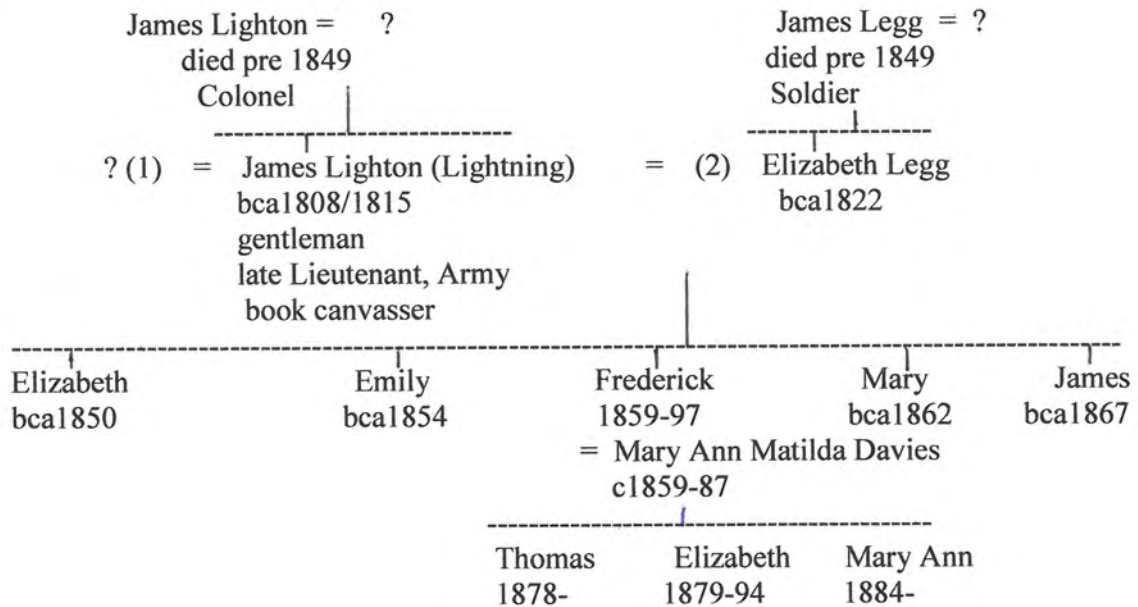 James Lighton = ? James Legg = ?
died pre 1849 died pre 1849
Colonel Soldier
? (1) = James Lighton (Lightning) = (2) Elizabeth Legg
bca1808/1815 bca1822
gentleman
late Lieutenant, Army
book canvasser
Elizabeth Emily Frederick Mary James
bca1850 bca1854 1859-97 bca1862 bca1867
= Mary Ann Matilda Davies
c1859-87
Thomas Elizabeth Mary Ann
1878- 1879-94 1884-